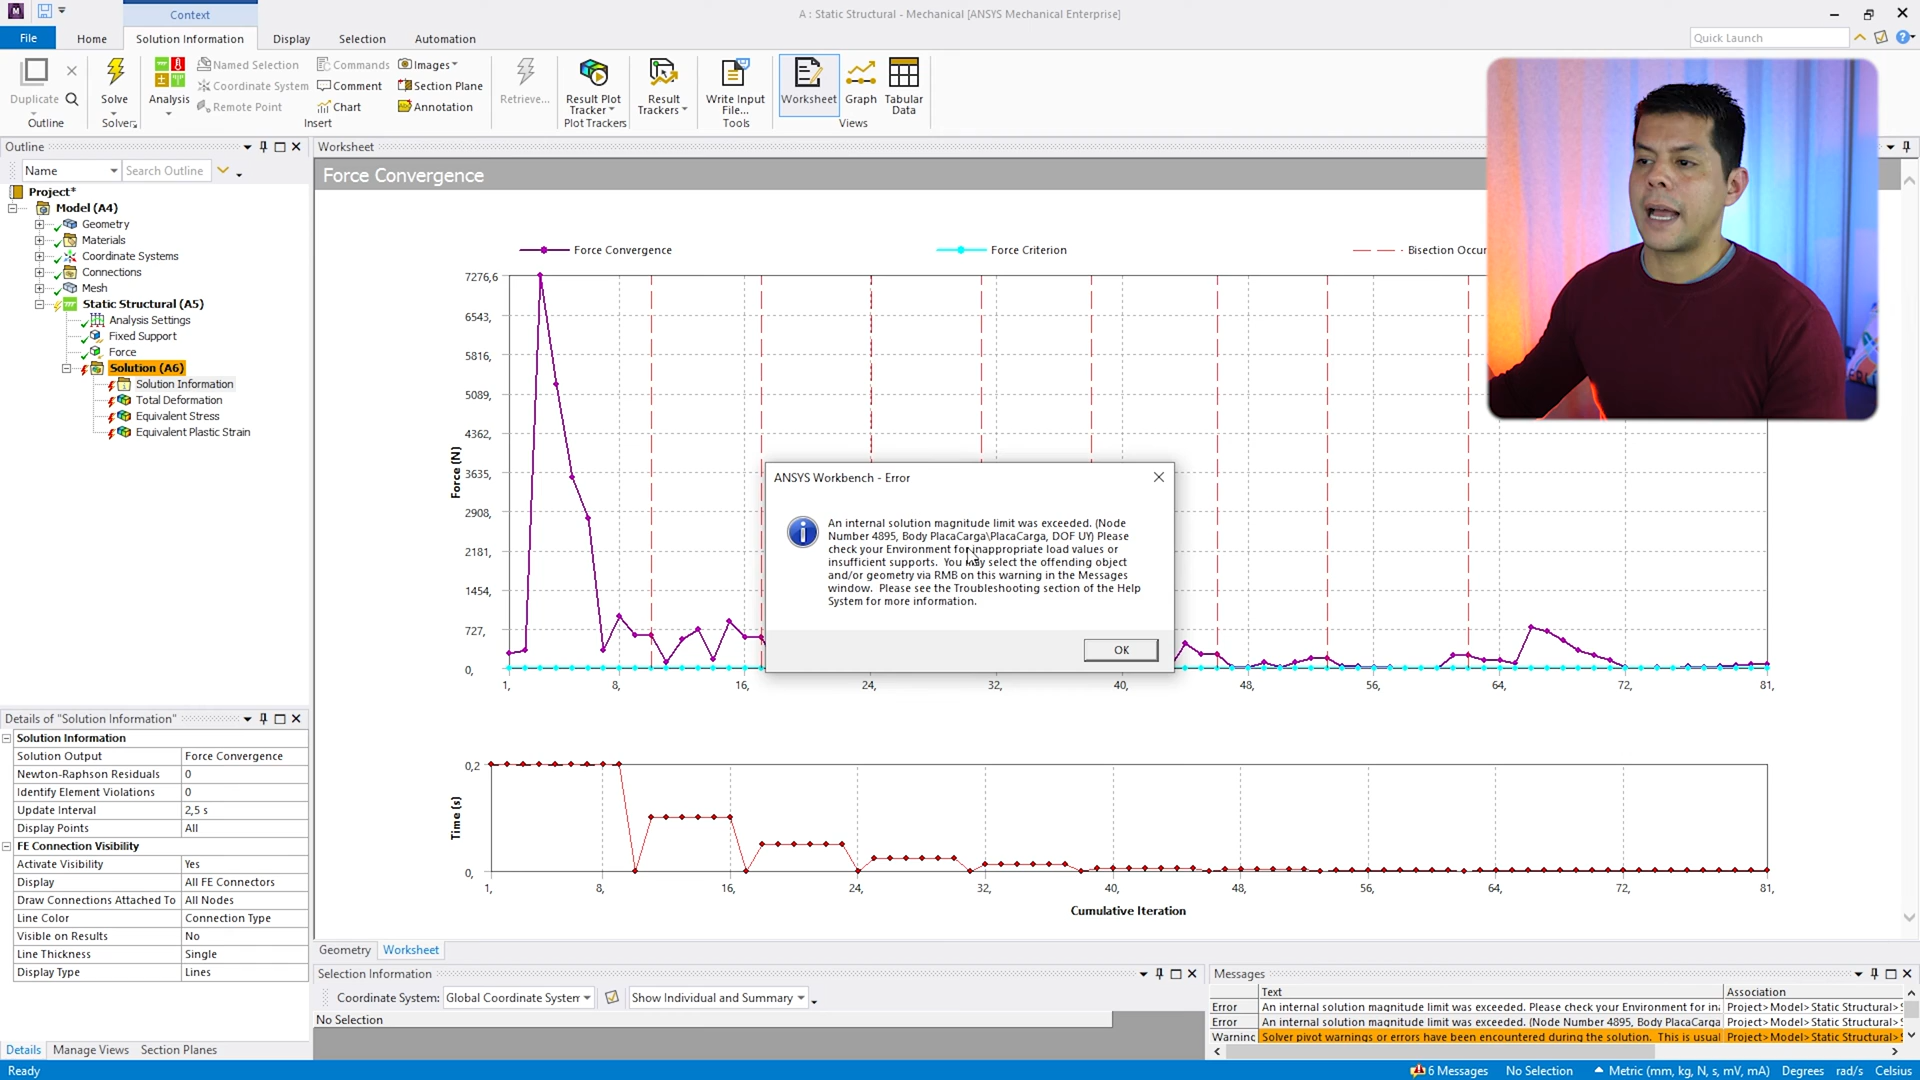 A : Static Structural - Mechanical [ANSYS Mechanical Enterprise]
Context
File
Home
Solution Information
Display
Selection
Automation
Quick Launch
Duplicate
Outline
Solve
Solver
Analysis
Named Selection
Coordinate System
Remote Point
Commands
Comment
Chart
Images
Section Plane
Annotation
Insert
Retrieve...
Result Plot
Tracker
Plot Trackers
Result
Trackers
Write Input
File...
Tools
Worksheet
Graph
Tabular
Data
Views
Outline
Name
Search Outline
Project*
Model (A4)
Geometry
Materials
Coordinate Systems
Connections
Mesh
Static Structural (A5)
Analysis Settings
Fixed Support
Force
Solution (A6)
Solution Information
Total Deformation
Equivalent Stress
Equivalent Plastic Strain
Worksheet
Force Convergence
Force Convergence
Force Criterion
Bisection Occur
7276,6
6543,
5816,
5089,
4362,
3635,
2908,
2181,
1454,
727,
0,
Force (N)
1,
8,
16,
24,
32,
40,
48,
56,
64,
72,
81,
ANSYS Workbench - Error
An internal solution magnitude limit was exceeded. (Node
Number 4895, Body PlacaCarga\PlacaCarga, DOF UY) Please
check your Environment for inappropriate load values or
insufficient supports. You may select the offending object
and/or geometry via RMB on this warning in the Messages
window. Please see the Troubleshooting section of the Help
System for more information.
OK
0,2
0,
Time (s)
1,
8,
16,
24,
32,
40,
48,
56,
64,
72,
81,
Cumulative Iteration
Details of "Solution Information"
Solution Information
Solution Output Force Convergence
Newton-Raphson Residuals 0
Identify Element Violations 0
Update Interval 2,5 s
Display Points All
FE Connection Visibility
Activate Visibility Yes
Display All FE Connectors
Draw Connections Attached To All Nodes
Line Color Connection Type
Visible on Results No
Line Thickness Single
Display Type Lines
Details
Manage Views
Section Planes
Geometry
Worksheet
Selection Information
Coordinate System:
Global Coordinate System
Show Individual and Summary
No Selection
Messages
Text Association
Error An internal solution magnitude limit was exceeded. Please check your Environment for in Project>Model>Static Structural>S
Error An internal solution magnitude limit was exceeded. (Node Number 4895, Body PlacaCarga Project>Model>Static Structural>S
Warning Solver pivot warnings or errors have been encountered during the solution. This is usual Project>Model>Static Structural>S
Ready
6 Messages
No Selection
Metric (mm, kg, N, s, mV, mA)
Degrees
rad/s
Celsius